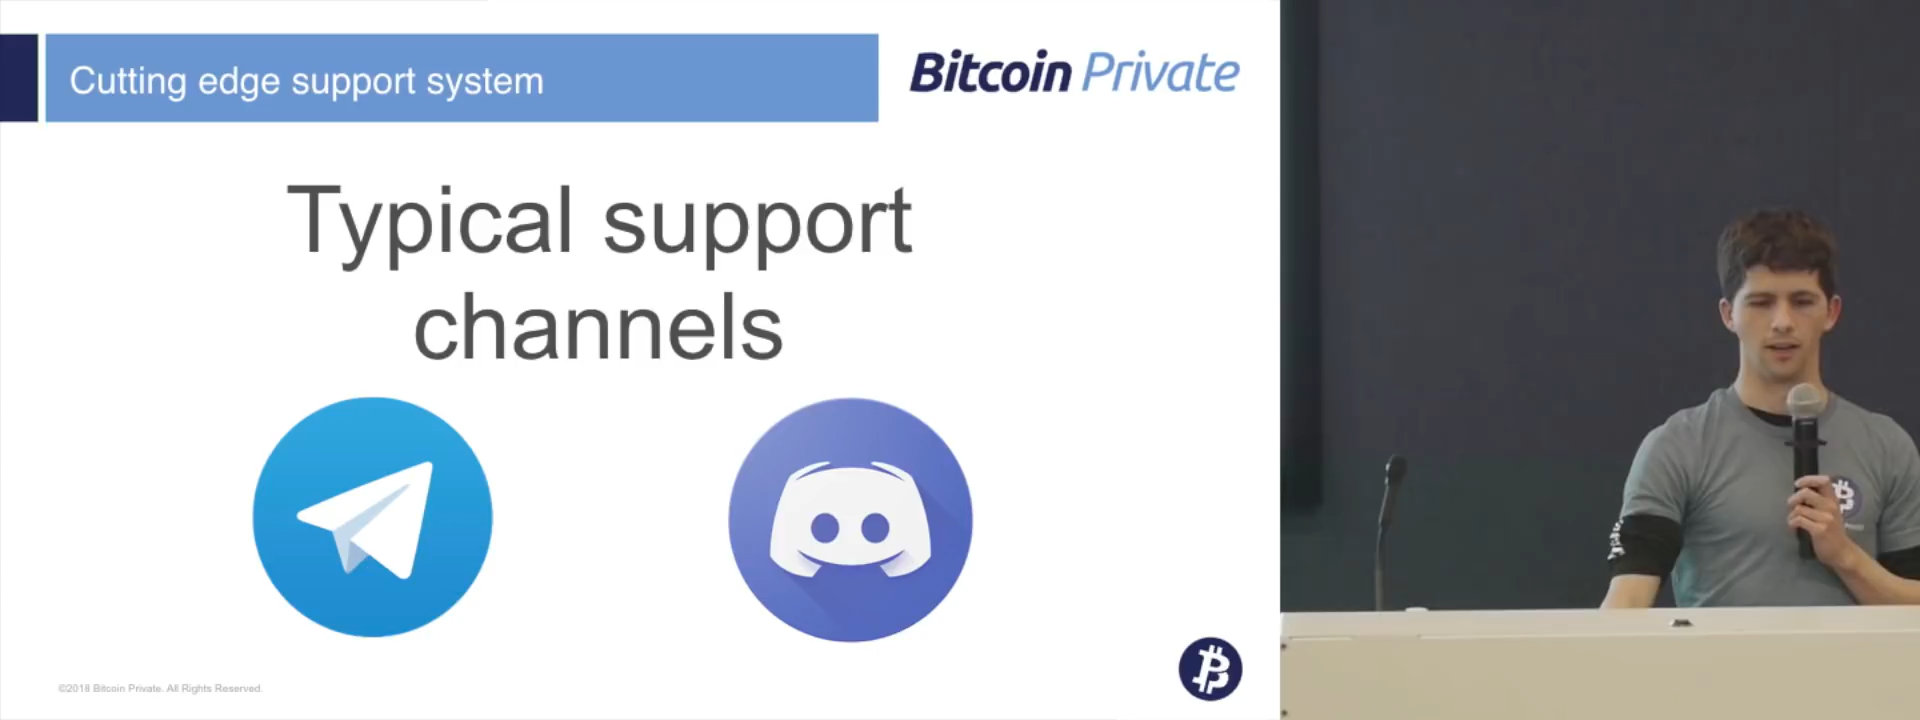 Cutting edge support system
Bitcoin Private
Typical support
channels
©2018 Bitcoin Private. All Rights Reserved.